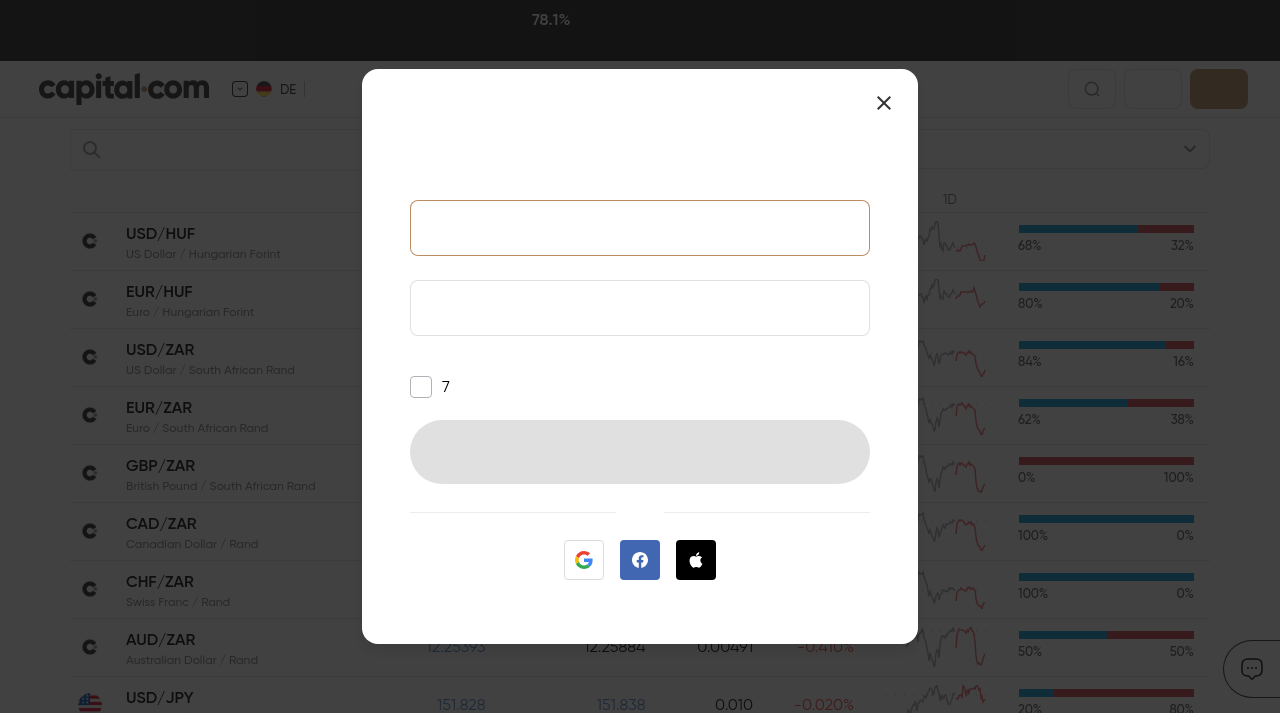 78.1%
capital.com
DE
1D
USD/HUF
US Dollar / Hungarian Forint
68%
32%
EUR/HUF
Euro / Hungarian Forint
80%
20%
USD/ZAR
US Dollar / South African Rand
84%
16%
EUR/ZAR
Euro / South African Rand
62%
38%
7
GBP/ZAR
British Pound / South African Rand
0%
100%
CAD/ZAR
Canadian Dollar / Rand
100%
0%
CHF/ZAR
Swiss Franc / Rand
100%
0%
AUD/ZAR
Australian Dollar / Rand
12.25393
12.25884
0.00491
-0.410%
50%
50%
USD/JPY
151.828
151.838
0.010
-0.020%
20%
80%